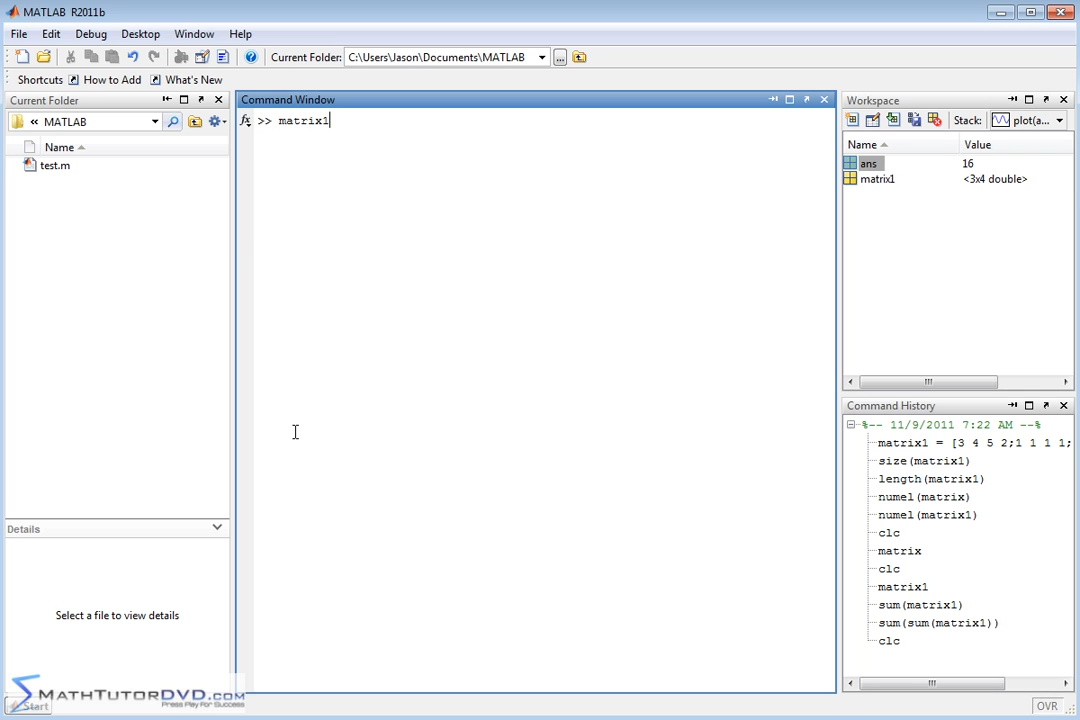 MATLAB R2011b
File Edit Debug Desktop Window Help
Current Folder: C:\Users\Jason\Documents\MATLAB ...
Shortcuts How to Add What's New
Current Folder
« MATLAB
Name
test.m
Details
Select a file to view details
Command Window
fx >> matrix1
Workspace
Stack: plot(a...
Name Value
ans 16
matrix1 <3x4 double>
Command History
%-- 11/9/2011 7:22 AM --%
matrix1 = [3 4 5 2;1 1 1 1;
size(matrix1)
length(matrix1)
numel(matrix)
numel(matrix1)
clc
matrix
clc
matrix1
sum(matrix1)
sum(sum(matrix1))
clc
MATHTUTORDVD.COM
Press Play For Success
Start
OVR